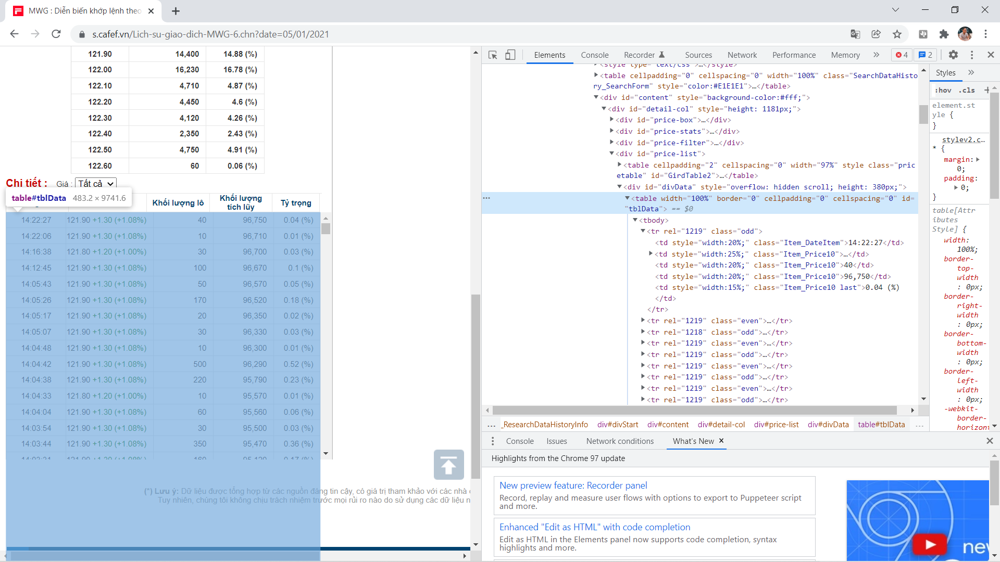 MWG : Diễn biến khớp lệnh theo
s.cafef.vn/Lich-su-giao-dich-MWG-6.chn?date=05/01/2021
121.90 14,400 14.88 (%)
122.00 16,230 16.78 (%)
122.10 4,710 4.87 (%)
122.20 4,450 4.6 (%)
122.30 4,120 4.26 (%)
122.40 2,350 2.43 (%)
122.50 4,750 4.91 (%)
122.60 60 0.06 (%)
Chi tiết : Giá : Tất cả
table#tblData 483.2 × 9741.6
Khối lượng lô Khối lượng tích lũy Tỷ trọng
14:22:27 121.90 +1.30 (+1.08%) 40 96,750 0.04 (%)
14:22:06 121.90 +1.30 (+1.08%) 10 96,710 0.01 (%)
14:16:38 121.80 +1.20 (+1.00%) 30 96,700 0.03 (%)
14:12:45 121.90 +1.30 (+1.08%) 100 96,670 0.1 (%)
14:05:43 121.90 +1.30 (+1.08%) 50 96,570 0.05 (%)
14:05:26 121.90 +1.30 (+1.08%) 170 96,520 0.18 (%)
14:05:17 121.90 +1.30 (+1.08%) 20 96,350 0.02 (%)
14:05:07 121.90 +1.30 (+1.08%) 30 96,330 0.03 (%)
14:04:48 121.90 +1.30 (+1.08%) 10 96,300 0.01 (%)
14:04:42 121.90 +1.30 (+1.08%) 500 96,290 0.52 (%)
14:04:38 121.90 +1.30 (+1.08%) 220 95,790 0.23 (%)
14:04:33 121.80 +1.20 (+1.00%) 10 95,570 0.01 (%)
14:04:04 121.90 +1.30 (+1.08%) 60 95,560 0.06 (%)
14:03:54 121.90 +1.30 (+1.08%) 30 95,500 0.03 (%)
14:03:44 121.90 +1.30 (+1.08%) 350 95,470 0.36 (%)
(*) Lưu ý: Dữ liệu được tổng hợp từ các nguồn đáng tin cậy, có giá trị tham khảo với các nhà
Tuy nhiên, chúng tôi không chịu trách nhiệm trước mọi rủi ro nào do sử dụng các dữ liệu n
Elements Console Recorder Sources Network Performance Memory » 4 2
<style type="text/css">…</style>
<table cellpadding="0" cellspacing="0" width="100%" class="SearchDataHisto
ry_SearchForm" style="color:#E1E1E1">…</table>
<div id="content" style="background-color:#fff;">
<div id="detail-col" style="height: 1181px;">
<div id="price-box">…</div>
<div id="price-stats">…</div>
<div id="price-filter">…</div>
<div id="price-list">
<table cellpadding="2" cellspacing="0" width="97%" style class="pric
etable" id="GirdTable2">…</table>
<div id="divData" style="overflow: hidden scroll; height: 380px;">
… <table width="100%" border="0" cellpadding="0" cellspacing="0" id=
"tblData"> == $0
<tbody>
<tr rel="1219" class="odd">
<td style="width:20%;" class="Item_DateItem">14:22:27</td>
<td style="width:25%;" class="Item_Price10">…</td>
<td style="width:20%;" class="Item_Price10">40</td>
<td style="width:20%;" class="Item_Price10">96,750</td>
<td style="width:15%;" class="Item_Price10 last">0.04 (%)
</td>
</tr>
<tr rel="1219" class="even">…</tr>
<tr rel="1218" class="odd">…</tr>
<tr rel="1219" class="even">…</tr>
<tr rel="1219" class="odd">…</tr>
<tr rel="1219" class="even">…</tr>
<tr rel="1219" class="odd">…</tr>
<tr rel="1219" class="even">…</tr>
<tr rel="1219" class="odd">…</tr>
… _ResearchDataHistoryInfo div#divStart div#content div#detail-col div#price-list div#divData table#tblData …
Styles »
:hov .cls +
element.st
yle {
}
stylev2.c…
* {
margin:
0;
padding:
0;
}
table[Attr
ibutes
Style] {
width:
100%;
border-
top-
width
: 0px;
border-
right-
width
: 0px;
border-
bottom-
width
: 0px;
border-
left-
width
: 0px;
-webkit-
border-
horizont
Console Issues Network conditions What's New
Highlights from the Chrome 97 update
New preview feature: Recorder panel
Record, replay and measure user flows with options to export to Puppeteer script
and more.
Enhanced "Edit as HTML" with code completion
Edit as HTML in the Elements panel now supports code completion, syntax
highlights and more.
new